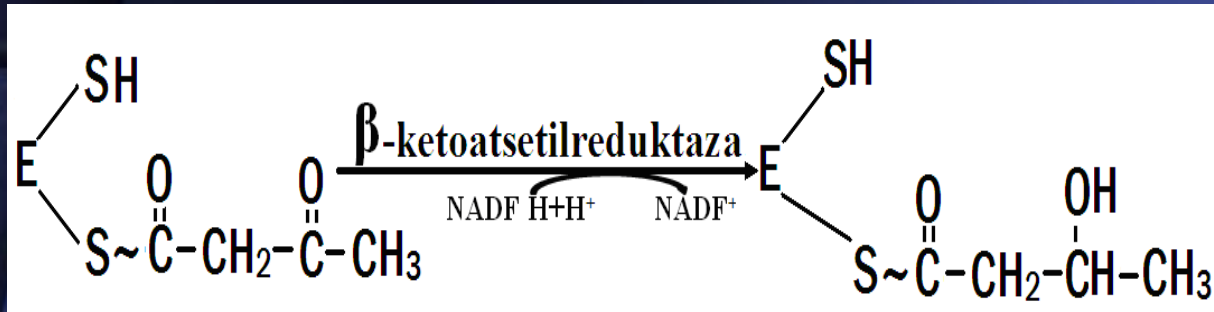 SH
E
O O
S~C-CH₂-C-CH₃
β-ketoatsetilreduktaza
NADF H+H⁺ NADF⁺
SH
E
O OH
S~C-CH₂-CH-CH₃